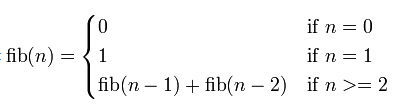 fib(n) = { 0 if n = 0
1 if n = 1
fib(n − 1) + fib(n − 2) if n >= 2